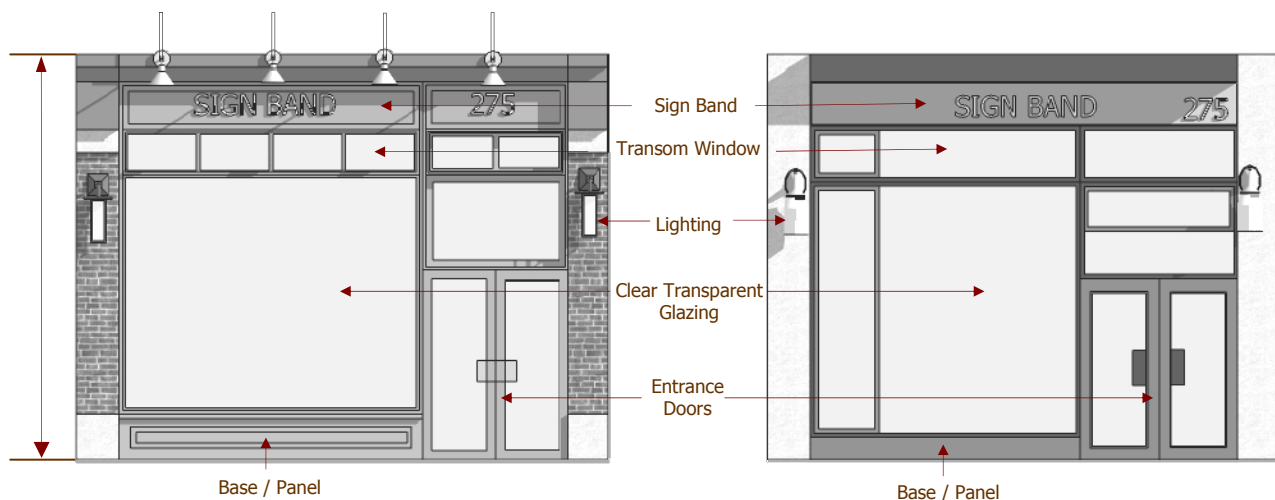 SIGN BAND
275
Sign Band
SIGN BAND
275
Transom Window
Lighting
Clear Transparent
Glazing
Entrance
Doors
Base / Panel
Base / Panel